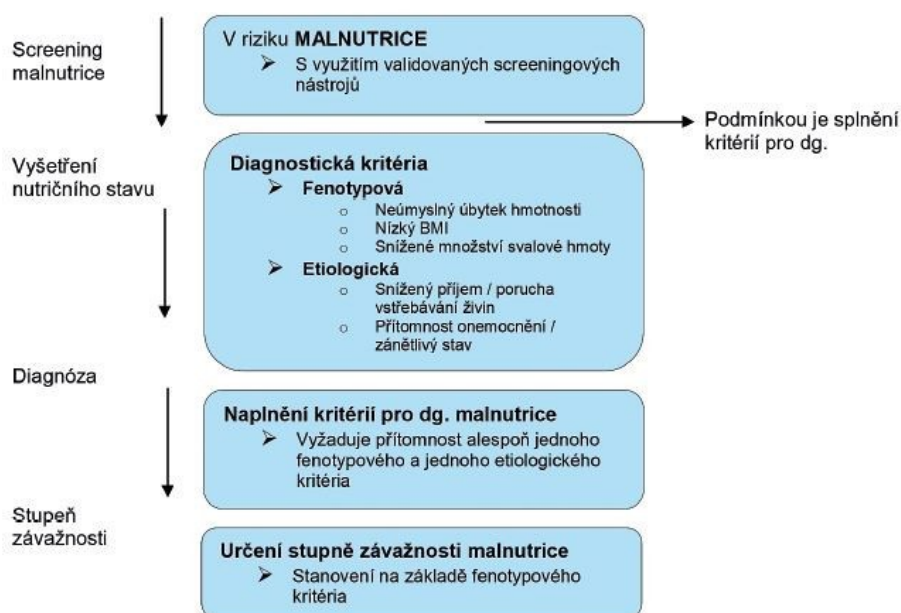 Screening
malnutrice
V riziku MALNUTRICE
➤ S využitím validovaných screeningových
nástrojů
Podmínkou je splnění
kritérií pro dg.
Vyšetření
nutričního stavu
Diagnostická kritéria
➤ Fenotypová
o Neúmyslný úbytek hmotnosti
o Nízký BMI
o Snížené množství svalové hmoty
➤ Etiologická
o Snížený příjem / porucha
vstřebávání živin
o Přítomnost onemocnění /
zánětlivý stav
Diagnóza
Naplnění kritérií pro dg. malnutrice
➤ Vyžaduje přítomnost alespoň jednoho
fenotypového a jednoho etiologického
kritéria
Stupeň
závažnosti
Určení stupně závažnosti malnutrice
➤ Stanovení na základě fenotypového
kritéria